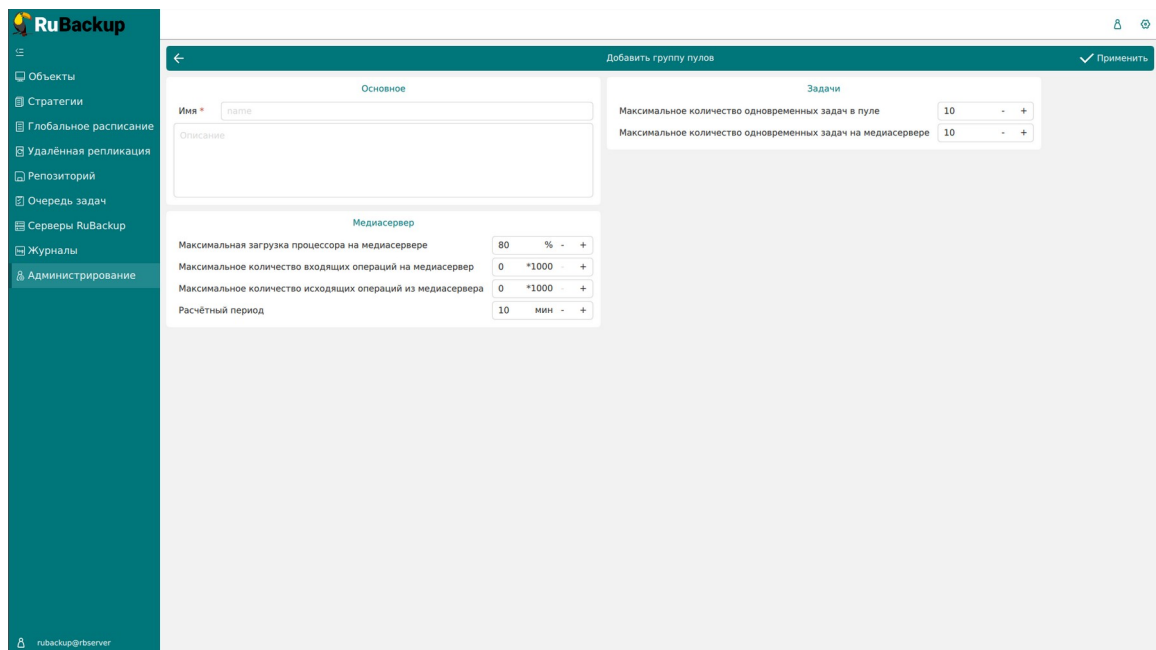 RuBackup
Объекты
Стратегии
Глобальное расписание
Удалённая репликация
Репозиторий
Очередь задач
Серверы RuBackup
Журналы
Администрирование
rubackup@rbserver
Добавить группу пулов
Применить
Основное
Имя * name
Описание
Медиасервер
Максимальная загрузка процессора на медиасервере 80 % - +
Максимальное количество входящих операций на медиасервер 0 *1000 - +
Максимальное количество исходящих операций из медиасервера 0 *1000 - +
Расчётный период 10 мин - +
Задачи
Максимальное количество одновременных задач в пуле 10 - +
Максимальное количество одновременных задач на медиасервере 10 - +